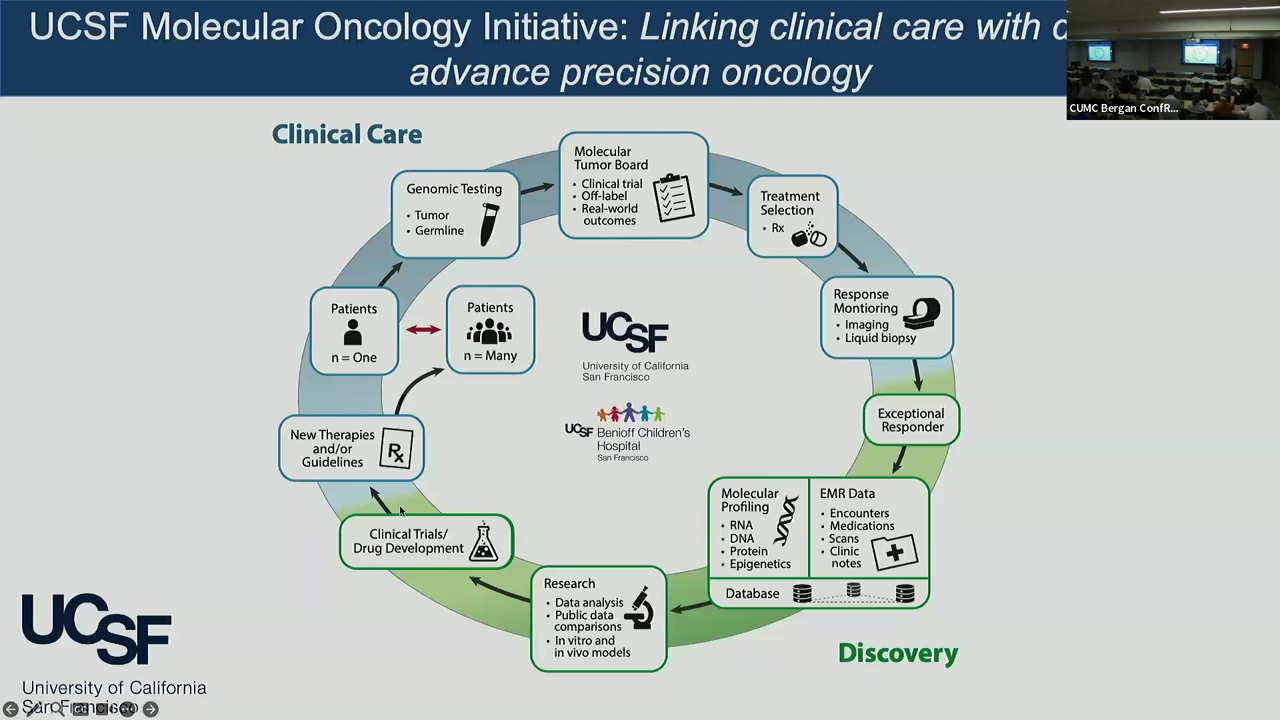 UCSF Molecular Oncology Initiative: Linking clinical care with
advance precision oncology
CUMC Bergan ConfR...
Clinical Care
Molecular
Tumor Board
• Clinical trial
• Off-label
• Real-world
outcomes
Genomic Testing
• Tumor
• Germline
Treatment
Selection
• Rx
Response
Montioring
• Imaging
• Liquid biopsy
Patients
n = One
Patients
n = Many
UCSF
University of California
San Francisco
UCSF Benioff Children's
Hospital
San Francisco
Exceptional
Responder
New Therapies
and/or
Guidelines
Rx
Molecular
Profiling
• RNA
• DNA
• Protein
• Epigenetics
EMR Data
• Encounters
• Medications
• Scans
• Clinic
notes
Database
Clinical Trials/
Drug Development
Research
• Data analysis
• Public data
comparisons
• In vitro and
in vivo models
Discovery
UCSF
University of California
San Francisco